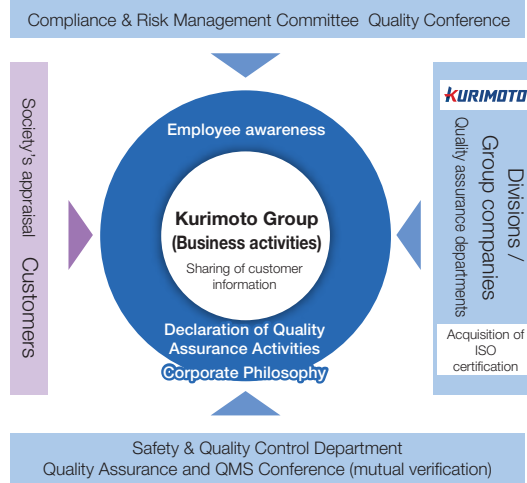 Compliance & Risk Management Committee Quality Conference
Society's appraisal Customers
Employee awareness
Kurimoto Group
(Business activities)
Sharing of customer
information
Declaration of Quality
Assurance Activities
Corporate Philosophy
KURIMOTO
Divisions /
Group companies
Quality assurance departments
Acquisition of
ISO
certification
Safety & Quality Control Department
Quality Assurance and QMS Conference (mutual verification)